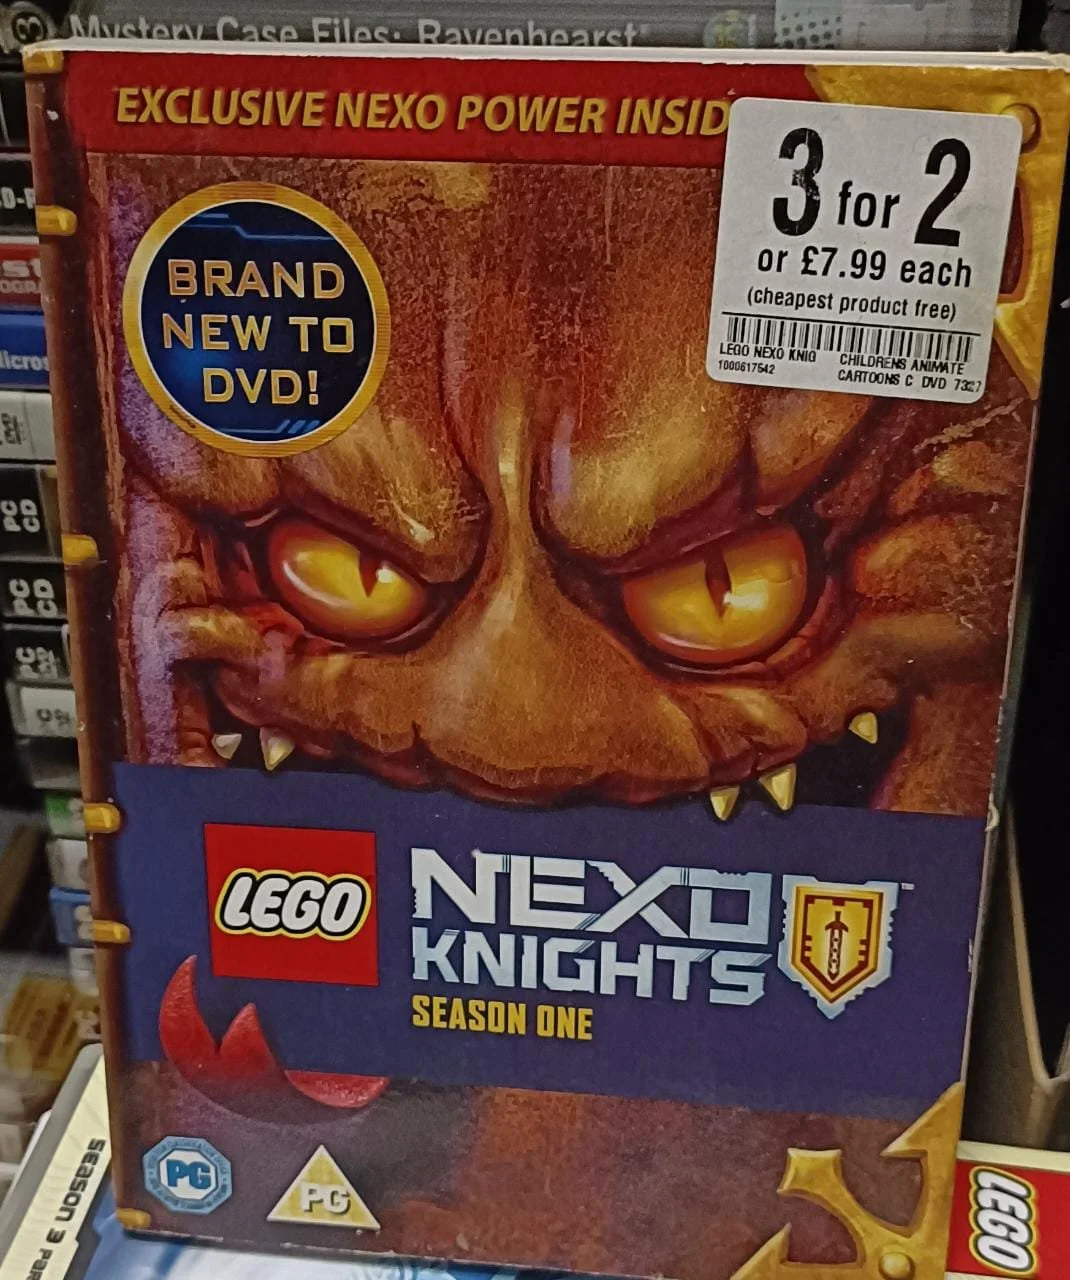 Mystery Case Files: Ravenhearst
EXCLUSIVE NEXO POWER INSID
3 for 2
or £7.99 each
(cheapest product free)
LEGO NEXO KNIG CHILDRENS ANIMATE
1000617542 CARTOONS C DVD 7327
BRAND
NEW TO
DVD!
LEGO
NEXO
KNIGHTS
™
SEASON ONE
PG
PG
PC
CD
PC
CD
SEASON 3 PAR
LEGO